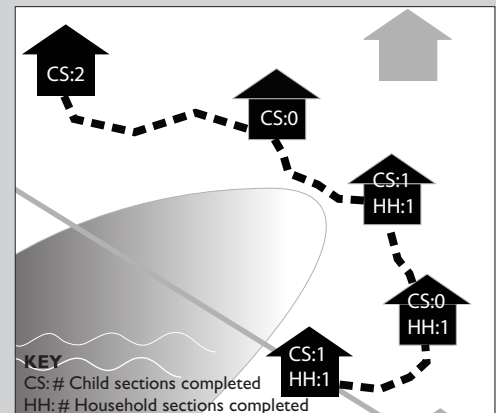 CS:2
CS:0
CS:1
HH:1
CS:0
HH:1
CS:1
HH:1
KEY
CS: # Child sections completed
HH: # Household sections completed